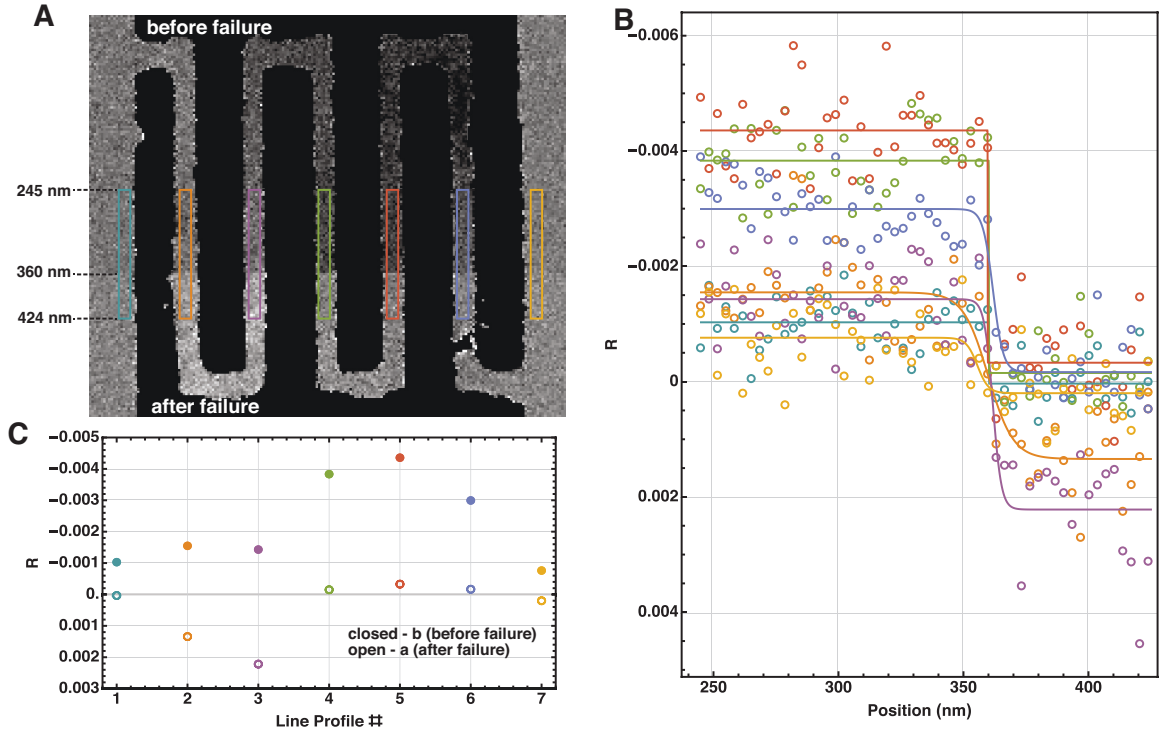 A
before failure
245 nm
360 nm
424 nm
after failure
B
-0.006
-0.004
-0.002
0
0.002
0.004
R
250
300
350
400
Position (nm)
C
-0.005
-0.004
-0.003
-0.002
-0.001
0.
0.001
0.002
0.003
R
closed - b (before failure)
open - a (after failure)
1
2
3
4
5
6
7
Line Profile #